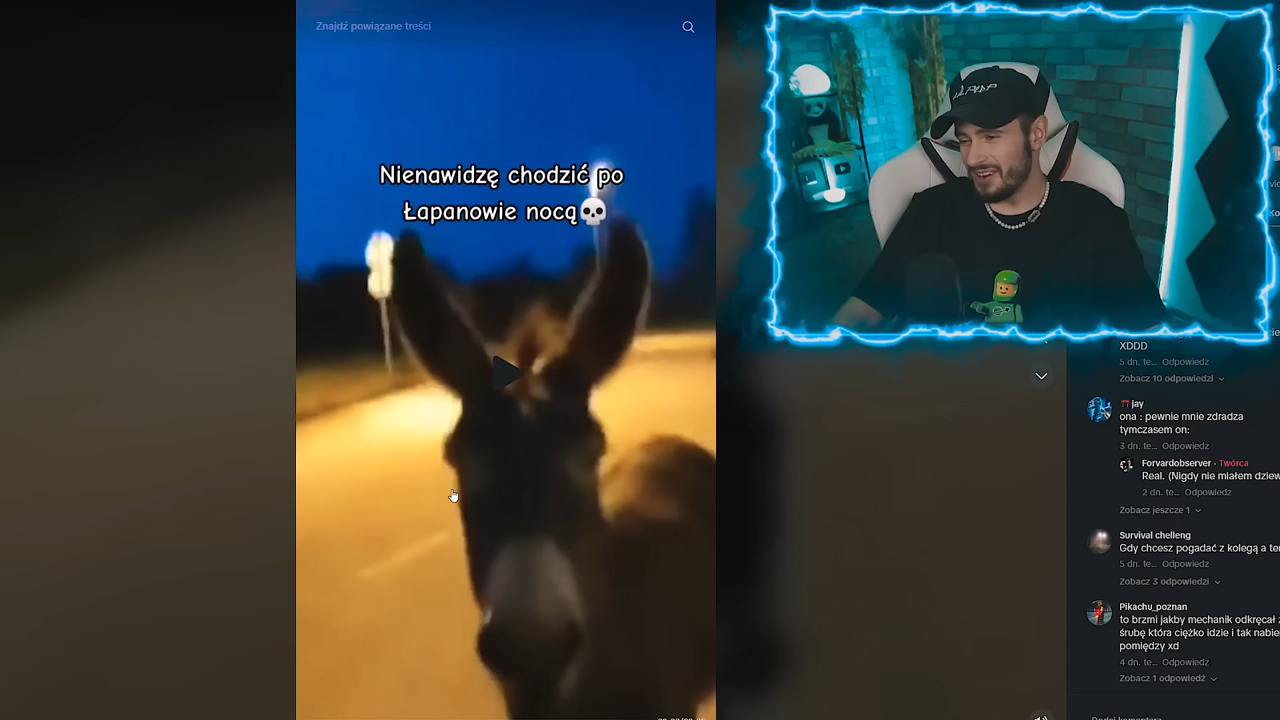 Znajdź powiązane treści
Nienawidzę chodzić po
Łapanowie nocą💀
XDDD
5 dn. te... Odpowiedz
Zobacz 10 odpowiedzi
jay
ona : pewnie mnie zdradza
tymczasem on:
3 dn. te... Odpowiedz
Forvardobserver · Twórca
Real. (Nigdy nie miałem dziew
2 dn. te... Odpowiedz
Zobacz jeszcze 1
Survival chelleng
Gdy chcesz pogadać z kolegą a te
5 dn. te... Odpowiedz
Zobacz 3 odpowiedzi
Pikachu_poznan
to brzmi jakby mechanik odkręcał
śrubę która ciężko idzie i tak nabie
pomiędzy xd
4 dn. te... Odpowiedz
Zobacz 1 odpowiedź